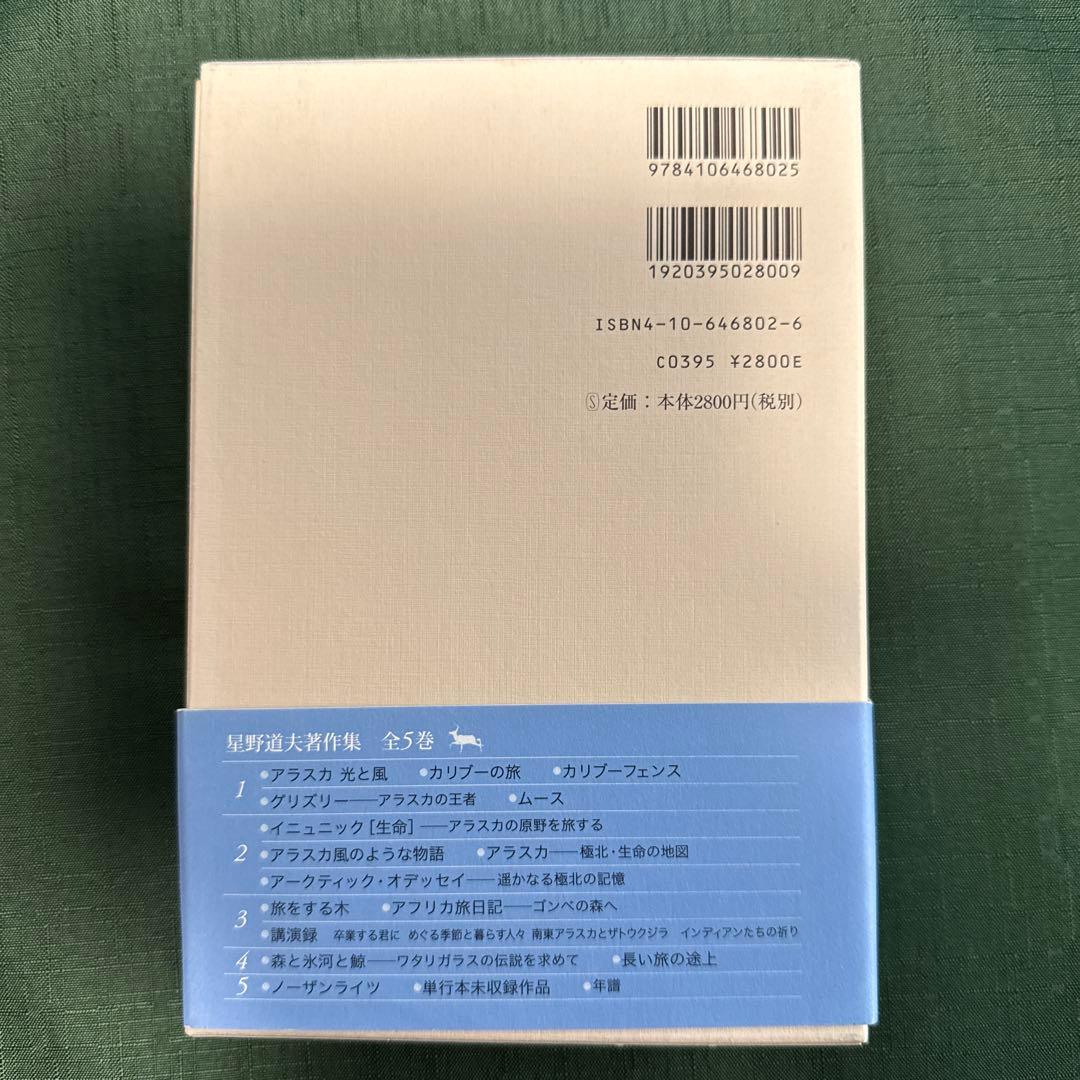 9784106468025
1920395028009
ISBN4-10-646802-6
C0395 ¥2800E
Ⓢ定価:本体2800円(税別)
星野道夫著作集 全5巻
1
●アラスカ 光と風 ●カリブーの旅 ●カリブーフェンス
●グリズリー──アラスカの王者 ●ムース
2
●イニュニック[生命]──アラスカの原野を旅する
●アラスカ風のような物語 ●アラスカ──極北・生命の地図
●アークティック・オデッセイ──遥かなる極北の記憶
3
●旅をする木 ●アフリカ旅日記──ゴンベの森へ
●講演録 卒業する君に めぐる季節と暮らす人々 南東アラスカとザトウクジラ インディアンたちの祈り
4 ●森と氷河と鯨──ワタリガラスの伝説を求めて ●長い旅の途上
5 ●ノーザンライツ ●単行本未収録作品 ●年譜